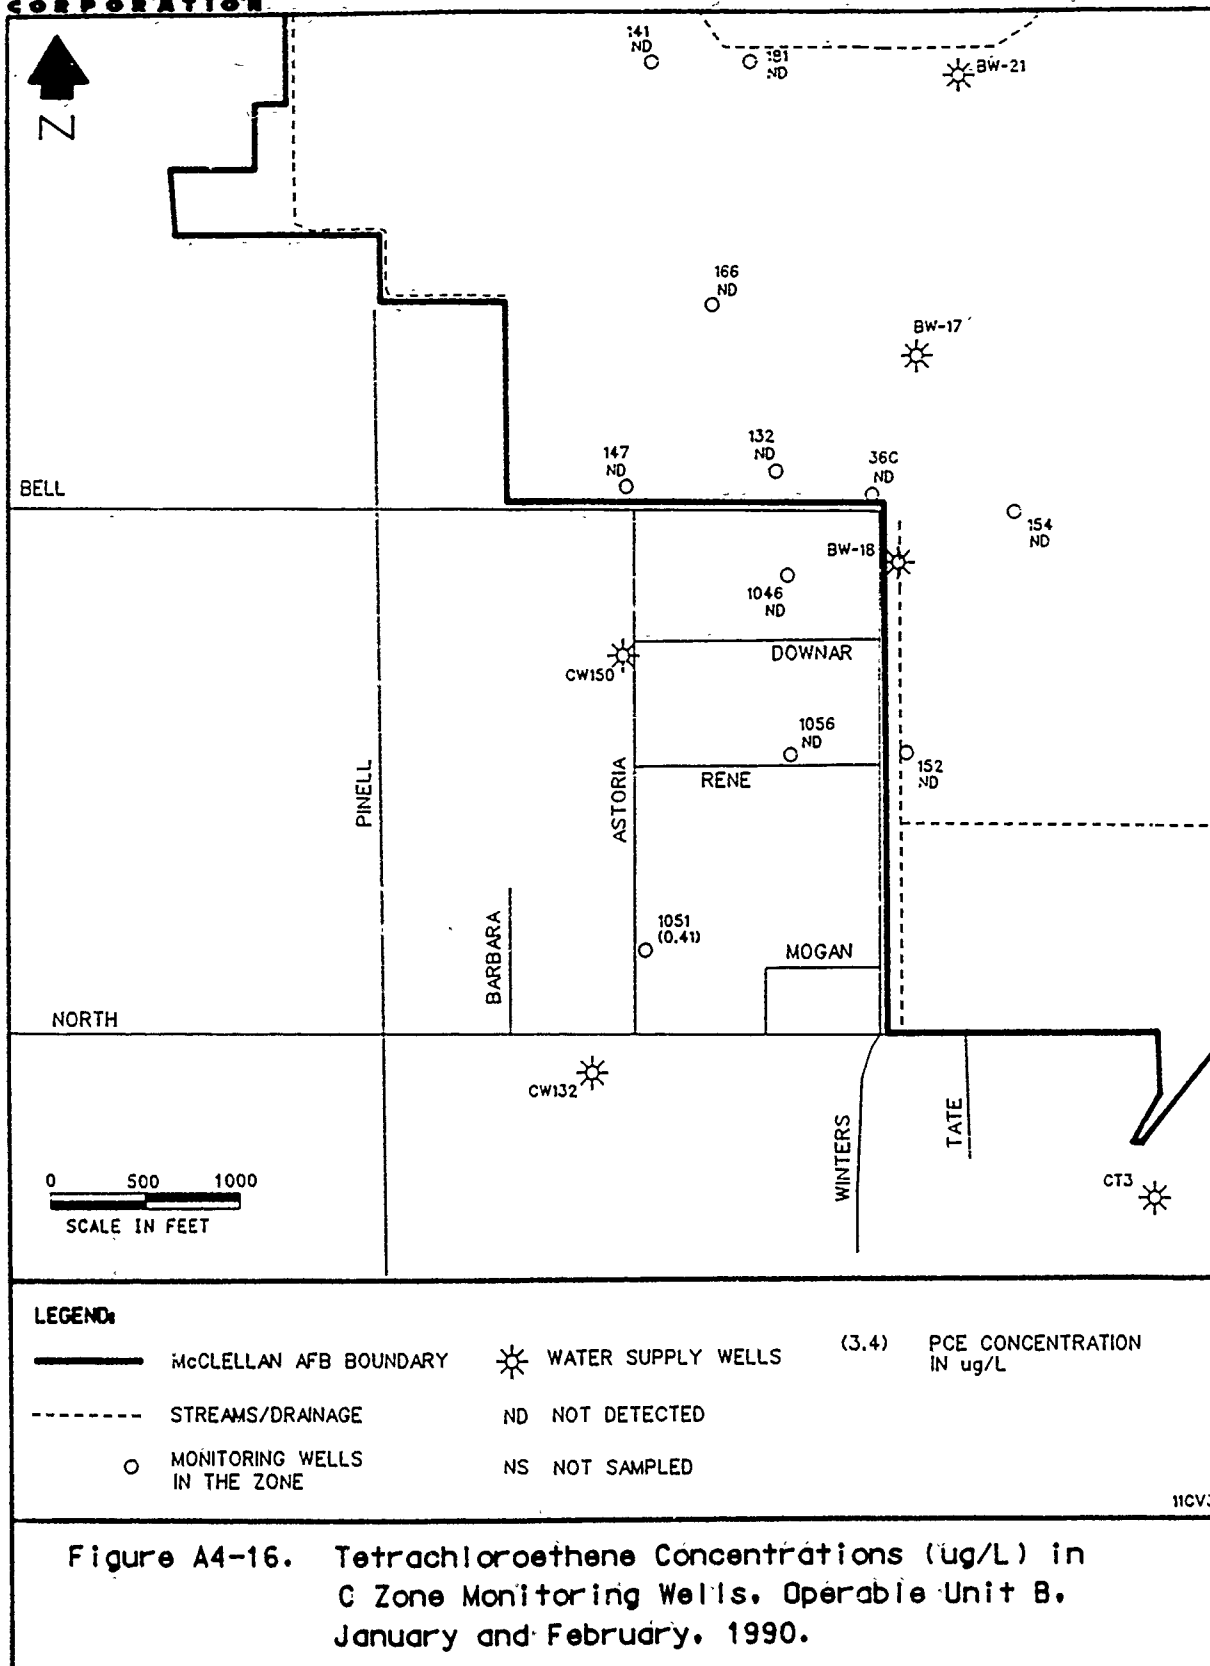 CORPORATION
Z
141
ND
181
ND
BW-21
166
ND
BW-17
147
ND
132
ND
36C
ND
154
ND
BELL
BW-18
1046
ND
DOWNAR
CW150
1056
ND
152
ND
RENE
PINELL
ASTORIA
BARBARA
1051
(0.41)
MOGAN
NORTH
CW132
WINTERS
TATE
CT3
0 500 1000
SCALE IN FEET
LEGEND:
McCLELLAN AFB BOUNDARY
WATER SUPPLY WELLS
(3.4) PCE CONCENTRATION
IN ug/L
STREAMS/DRAINAGE
ND NOT DETECTED
MONITORING WELLS
IN THE ZONE
NS NOT SAMPLED
Figure A4-16. Tetrachloroethene Concentrations (ug/L) in
C Zone Monitoring Wells, Operable Unit B,
January and February, 1990.